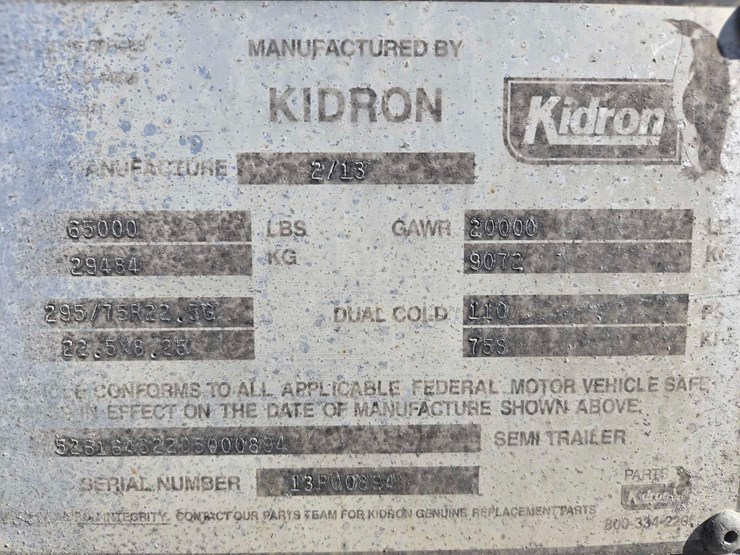 MANUFACTURED BY
KIDRON
Kidron
MANUFACTURE 2/13
65000 LBS GAWR 20000
29484 KG 9072
295/75R22.5G DUAL COLD 110
22.5X8.25 758
CONFORMS TO ALL APPLICABLE FEDERAL MOTOR VEHICLE SAFE
IN EFFECT ON THE DATE OF MANUFACTURE SHOWN ABOVE.
SEMI TRAILER
SERIAL NUMBER 13P00894
PARTS
Kidron
INTEGRITY. CONTACT OUR PARTS TEAM FOR KIDRON GENUINE REPLACEMENT PARTS